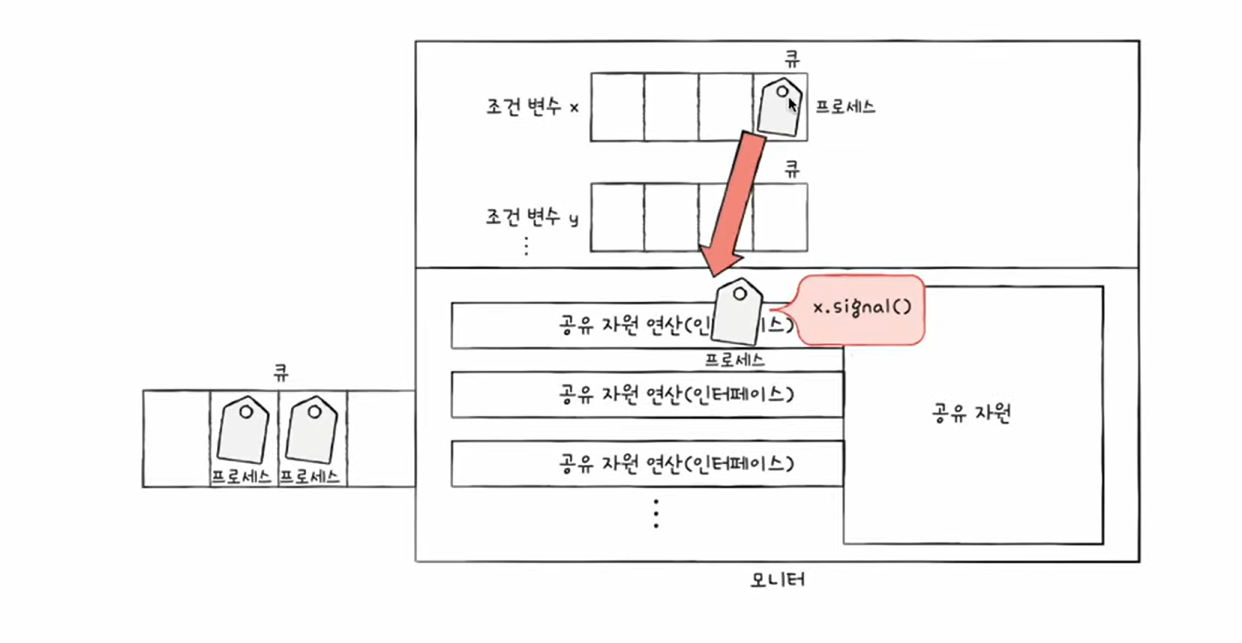 큐
조건 변수 x
프로세스
큐
조건 변수 y
x.signal()
공유 자원 연산(인 스)
프로세스
큐
공유 자원 연산(인터페이스)
공유 자원
프로세스 프로세스
공유 자원 연산(인터페이스)
모니터